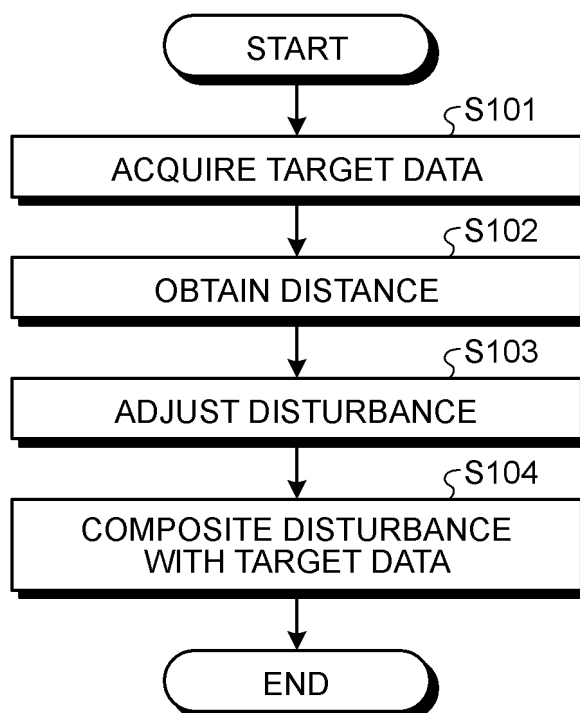 START
S101
ACQUIRE TARGET DATA
S102
OBTAIN DISTANCE
S103
ADJUST DISTURBANCE
S104
COMPOSITE DISTURBANCE
WITH TARGET DATA
END